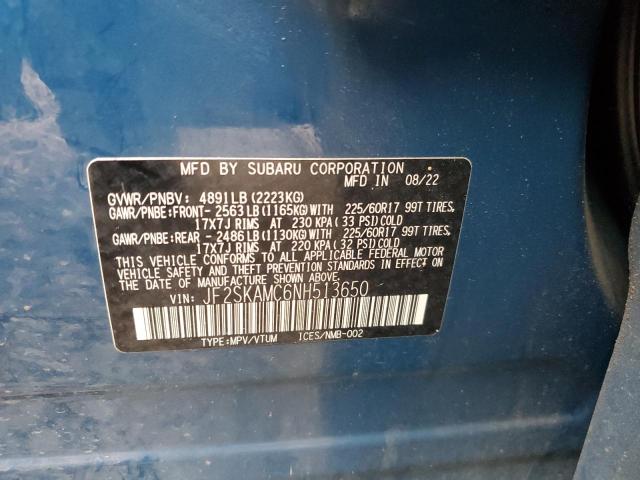 MFD BY SUBARU CORPORATION
MFD IN 08/22
GVWR/PNBV: 4891LB (2223KG)
GAWR/PNBE:FRONT- 2563 LB (1165KG) WITH 225/60R17 99T TIRES,
17X7J RIMS AT 230 KPA (33 PSI) COLD
GAWR/PNBE:REAR -2486 LB (1130KG) WITH 225/60R17 99T TIRES,
17X7J RIMS AT 220 KPA (32 PSI) COLD
THIS VEHICLE CONFORMS TO ALL APPLICABLE FEDERAL MOTOR
VEHICLE SAFETY AND THEFT PREVENTION STANDARDS IN EFFECT ON
THE DATE OF MANUFACTURE SHOWN ABOVE.
VIN: JF2SKAMC6NH513650
TYPE:MPV/VTUM ICES/NMB-002